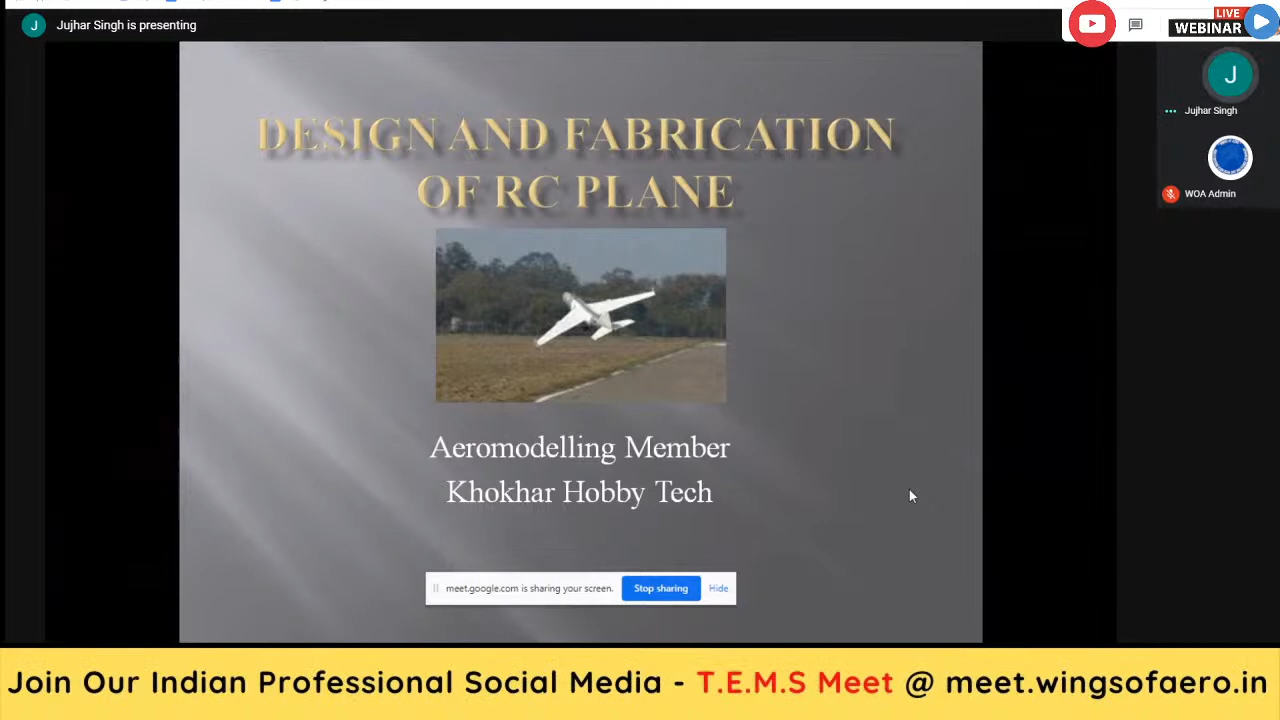 J
Jujhar Singh is presenting
LIVE
WEBINAR
J
Jujhar Singh
WOA Admin
DESIGN AND FABRICATION
OF RC PLANE
Aeromodelling Member
Khokhar Hobby Tech
meet.google.com is sharing your screen.
Stop sharing
Hide
Join Our Indian Professional Social Media - T.E.M.S Meet @ meet.wingsofaero.in